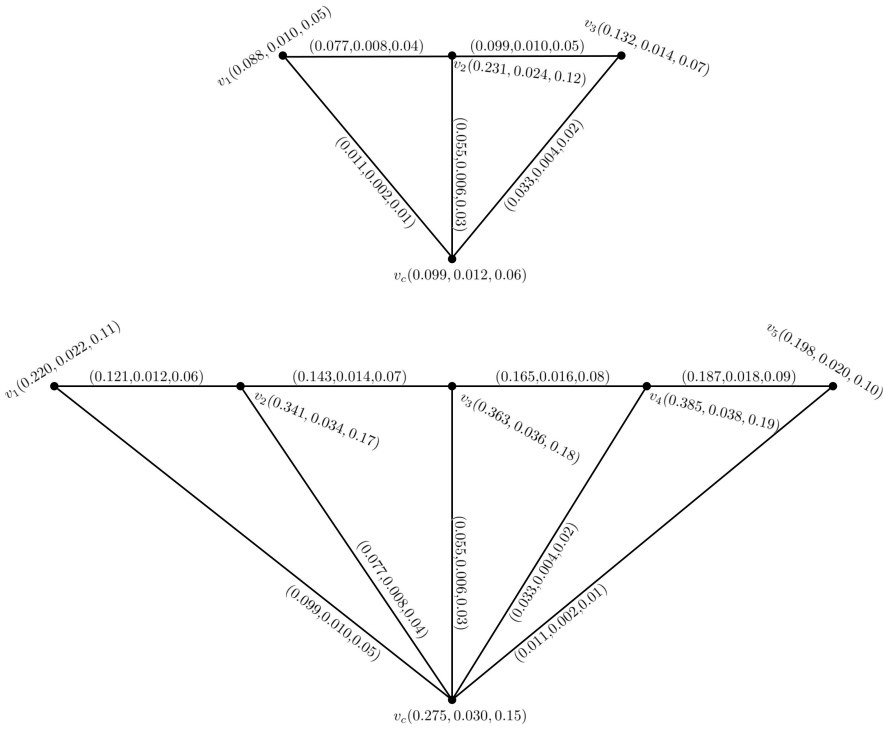 v1(0.088, 0.010, 0.05)
v3(0.132, 0.014, 0.07)
(0.077,0.008,0.04)
(0.099,0.010,0.05)
v2(0.231, 0.024, 0.12)
(0.011,0.002,0.01)
(0.055,0.006,0.03)
(0.033,0.004,0.02)
vc(0.099, 0.012, 0.06)
v1(0.220, 0.022, 0.11)
v5(0.198, 0.020, 0.10)
(0.121,0.012,0.06)
(0.143,0.014,0.07)
(0.165,0.016,0.08)
(0.187,0.018,0.09)
v2(0.341, 0.034, 0.17)
v3(0.363, 0.036, 0.18)
v4(0.385, 0.038, 0.19)
(0.099,0.010,0.05)
(0.077,0.008,0.04)
(0.055,0.006,0.03)
(0.033,0.004,0.02)
(0.011,0.002,0.01)
vc(0.275, 0.030, 0.15)